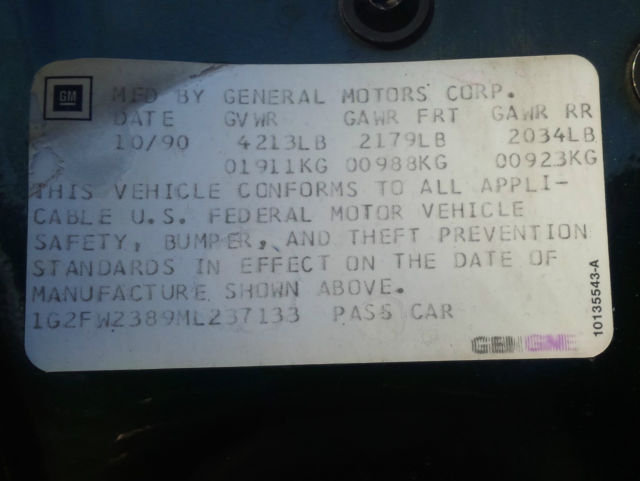 GM
MFD BY GENERAL MOTORS CORP.
DATE GVWR GAWR FRT GAWR RR
10/90 4213LB 2179LB 2034LB
01911KG 00988KG 00923KG
THIS VEHICLE CONFORMS TO ALL APPLI-
CABLE U.S. FEDERAL MOTOR VEHICLE
SAFETY, BUMPER, AND THEFT PREVENTION
STANDARDS IN EFFECT ON THE DATE OF
MANUFACTURE SHOWN ABOVE.
1G2FW2389ML237133 PASS CAR
10135543-A